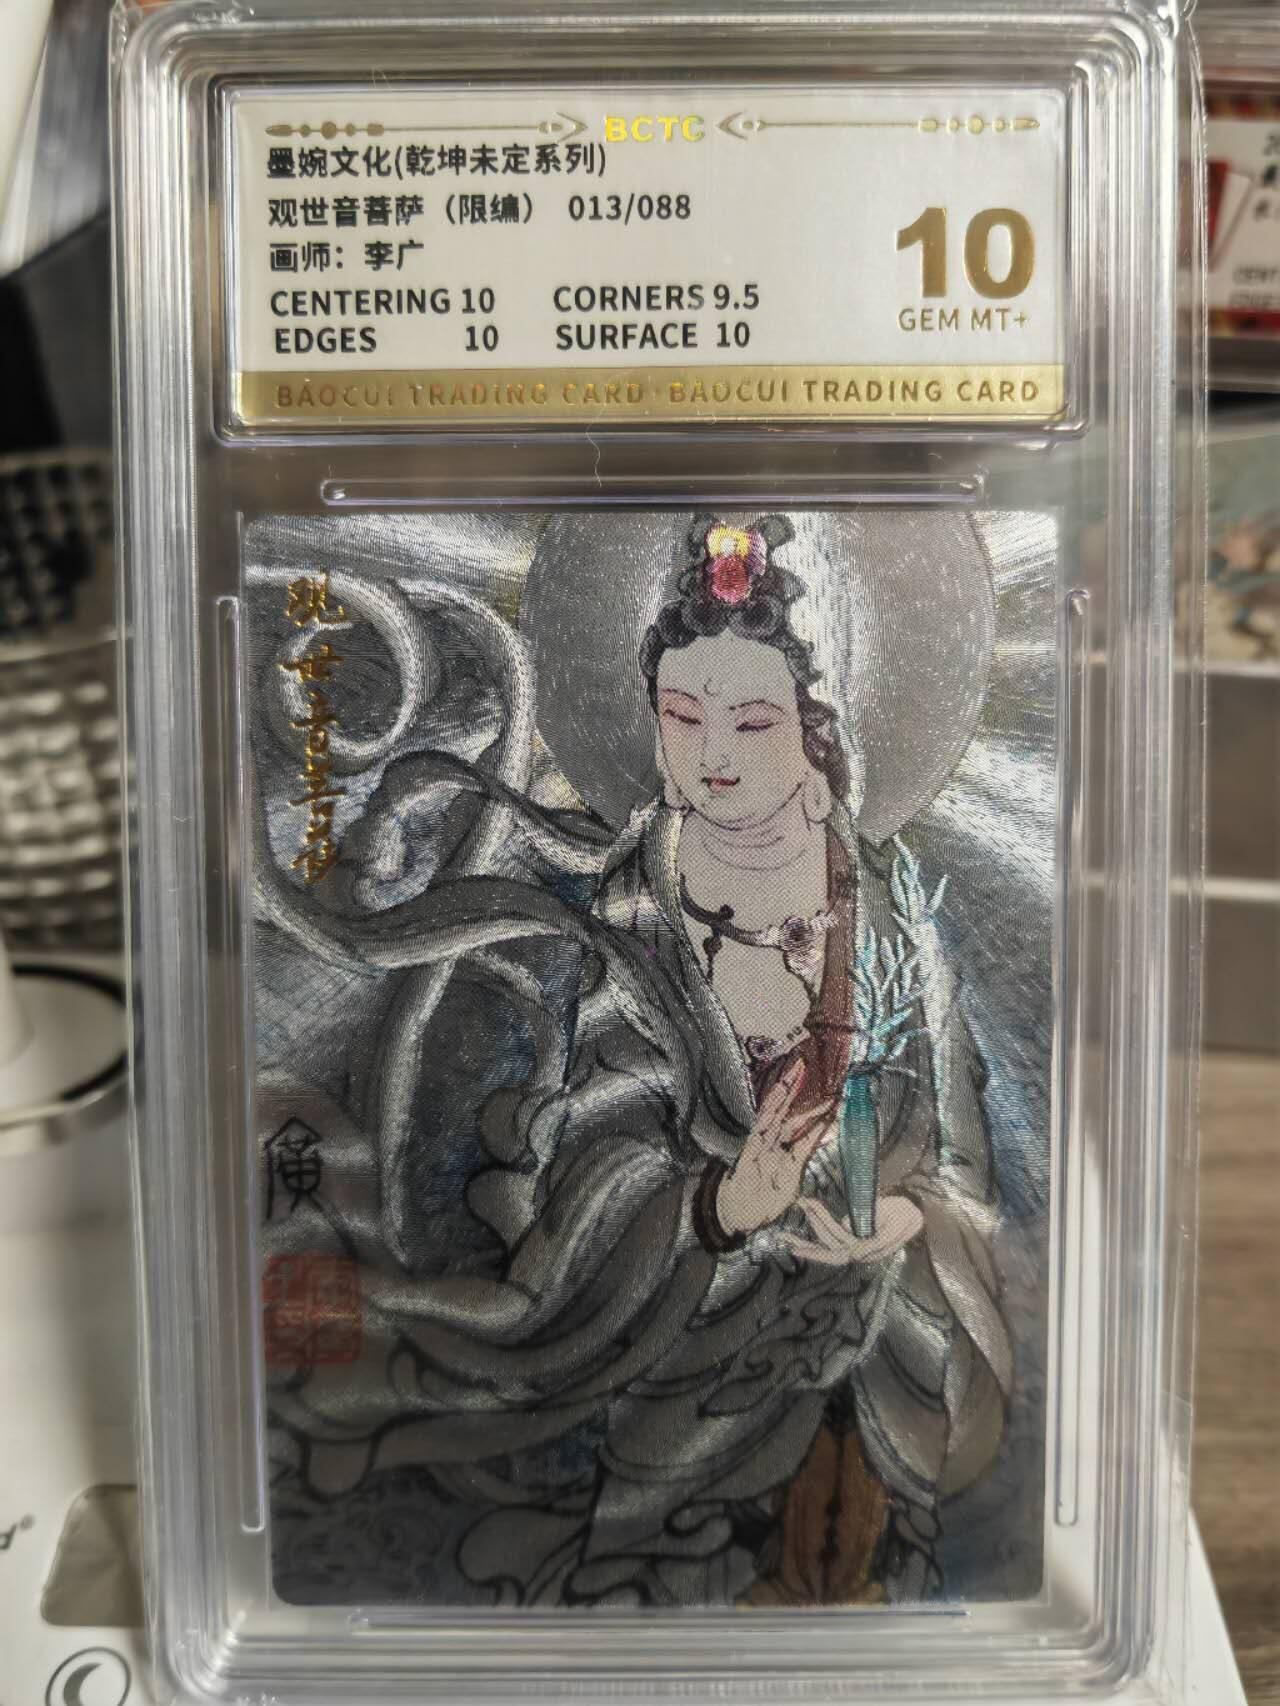 BCTC
墨婉文化(乾坤未定系列)
观世音菩萨（限编） 013/088
画师：李广
CENTERING 10 CORNERS 9.5
EDGES 10 SURFACE 10
10
GEM MT+
BAOCUI TRADING CARD·BAOCUI TRADING CARD
观世音菩萨
廣